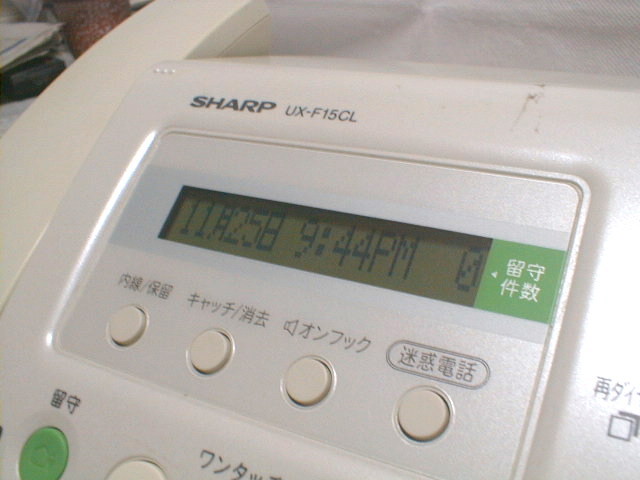 SHARP UX-F15CL
11月25日 9:44PM 0
留守
件数
内線/保留
キャッチ/消去
オンフック
迷惑電話
留守
再ダイ
ワンタッチ